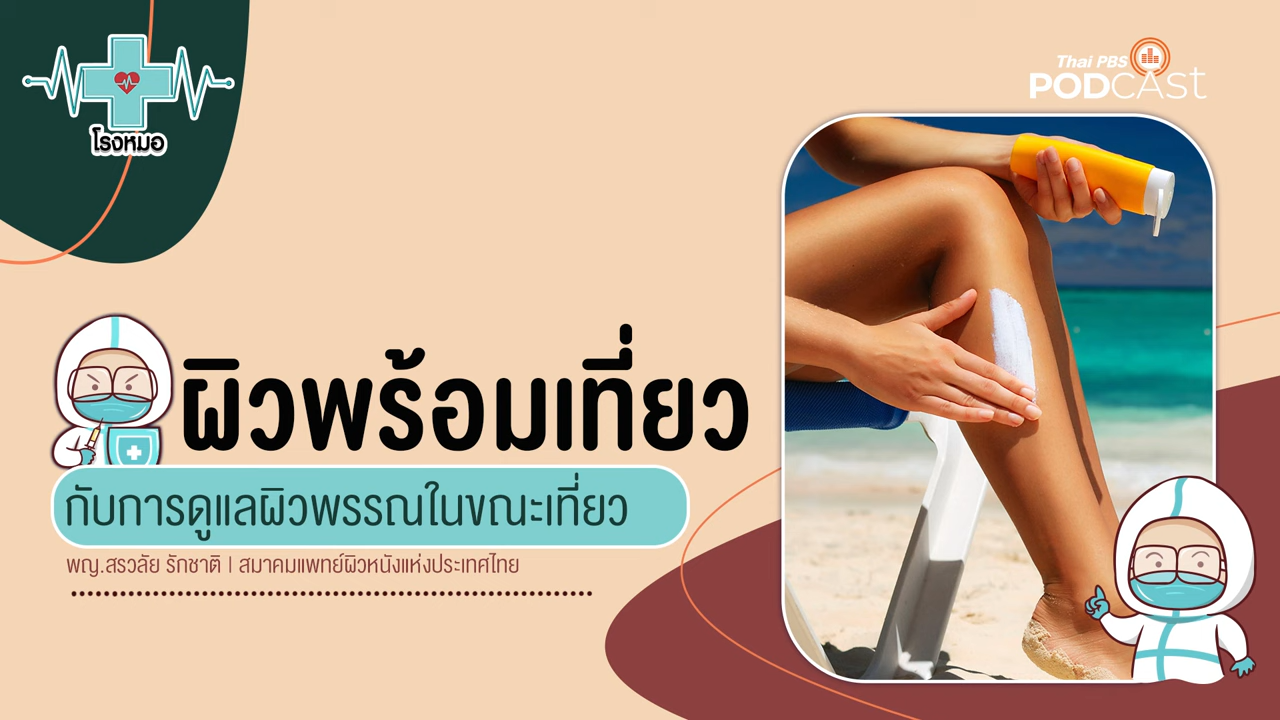 โรงหมอ
Thai PBS
PODCAST
ผิวพร้อมเที่ยว
กับการดูแลผิวพรรณในขณะเที่ยว
พญ.สรวลัย รักชาติ | สมาคมแพทย์ผิวหนังแห่งประเทศไทย